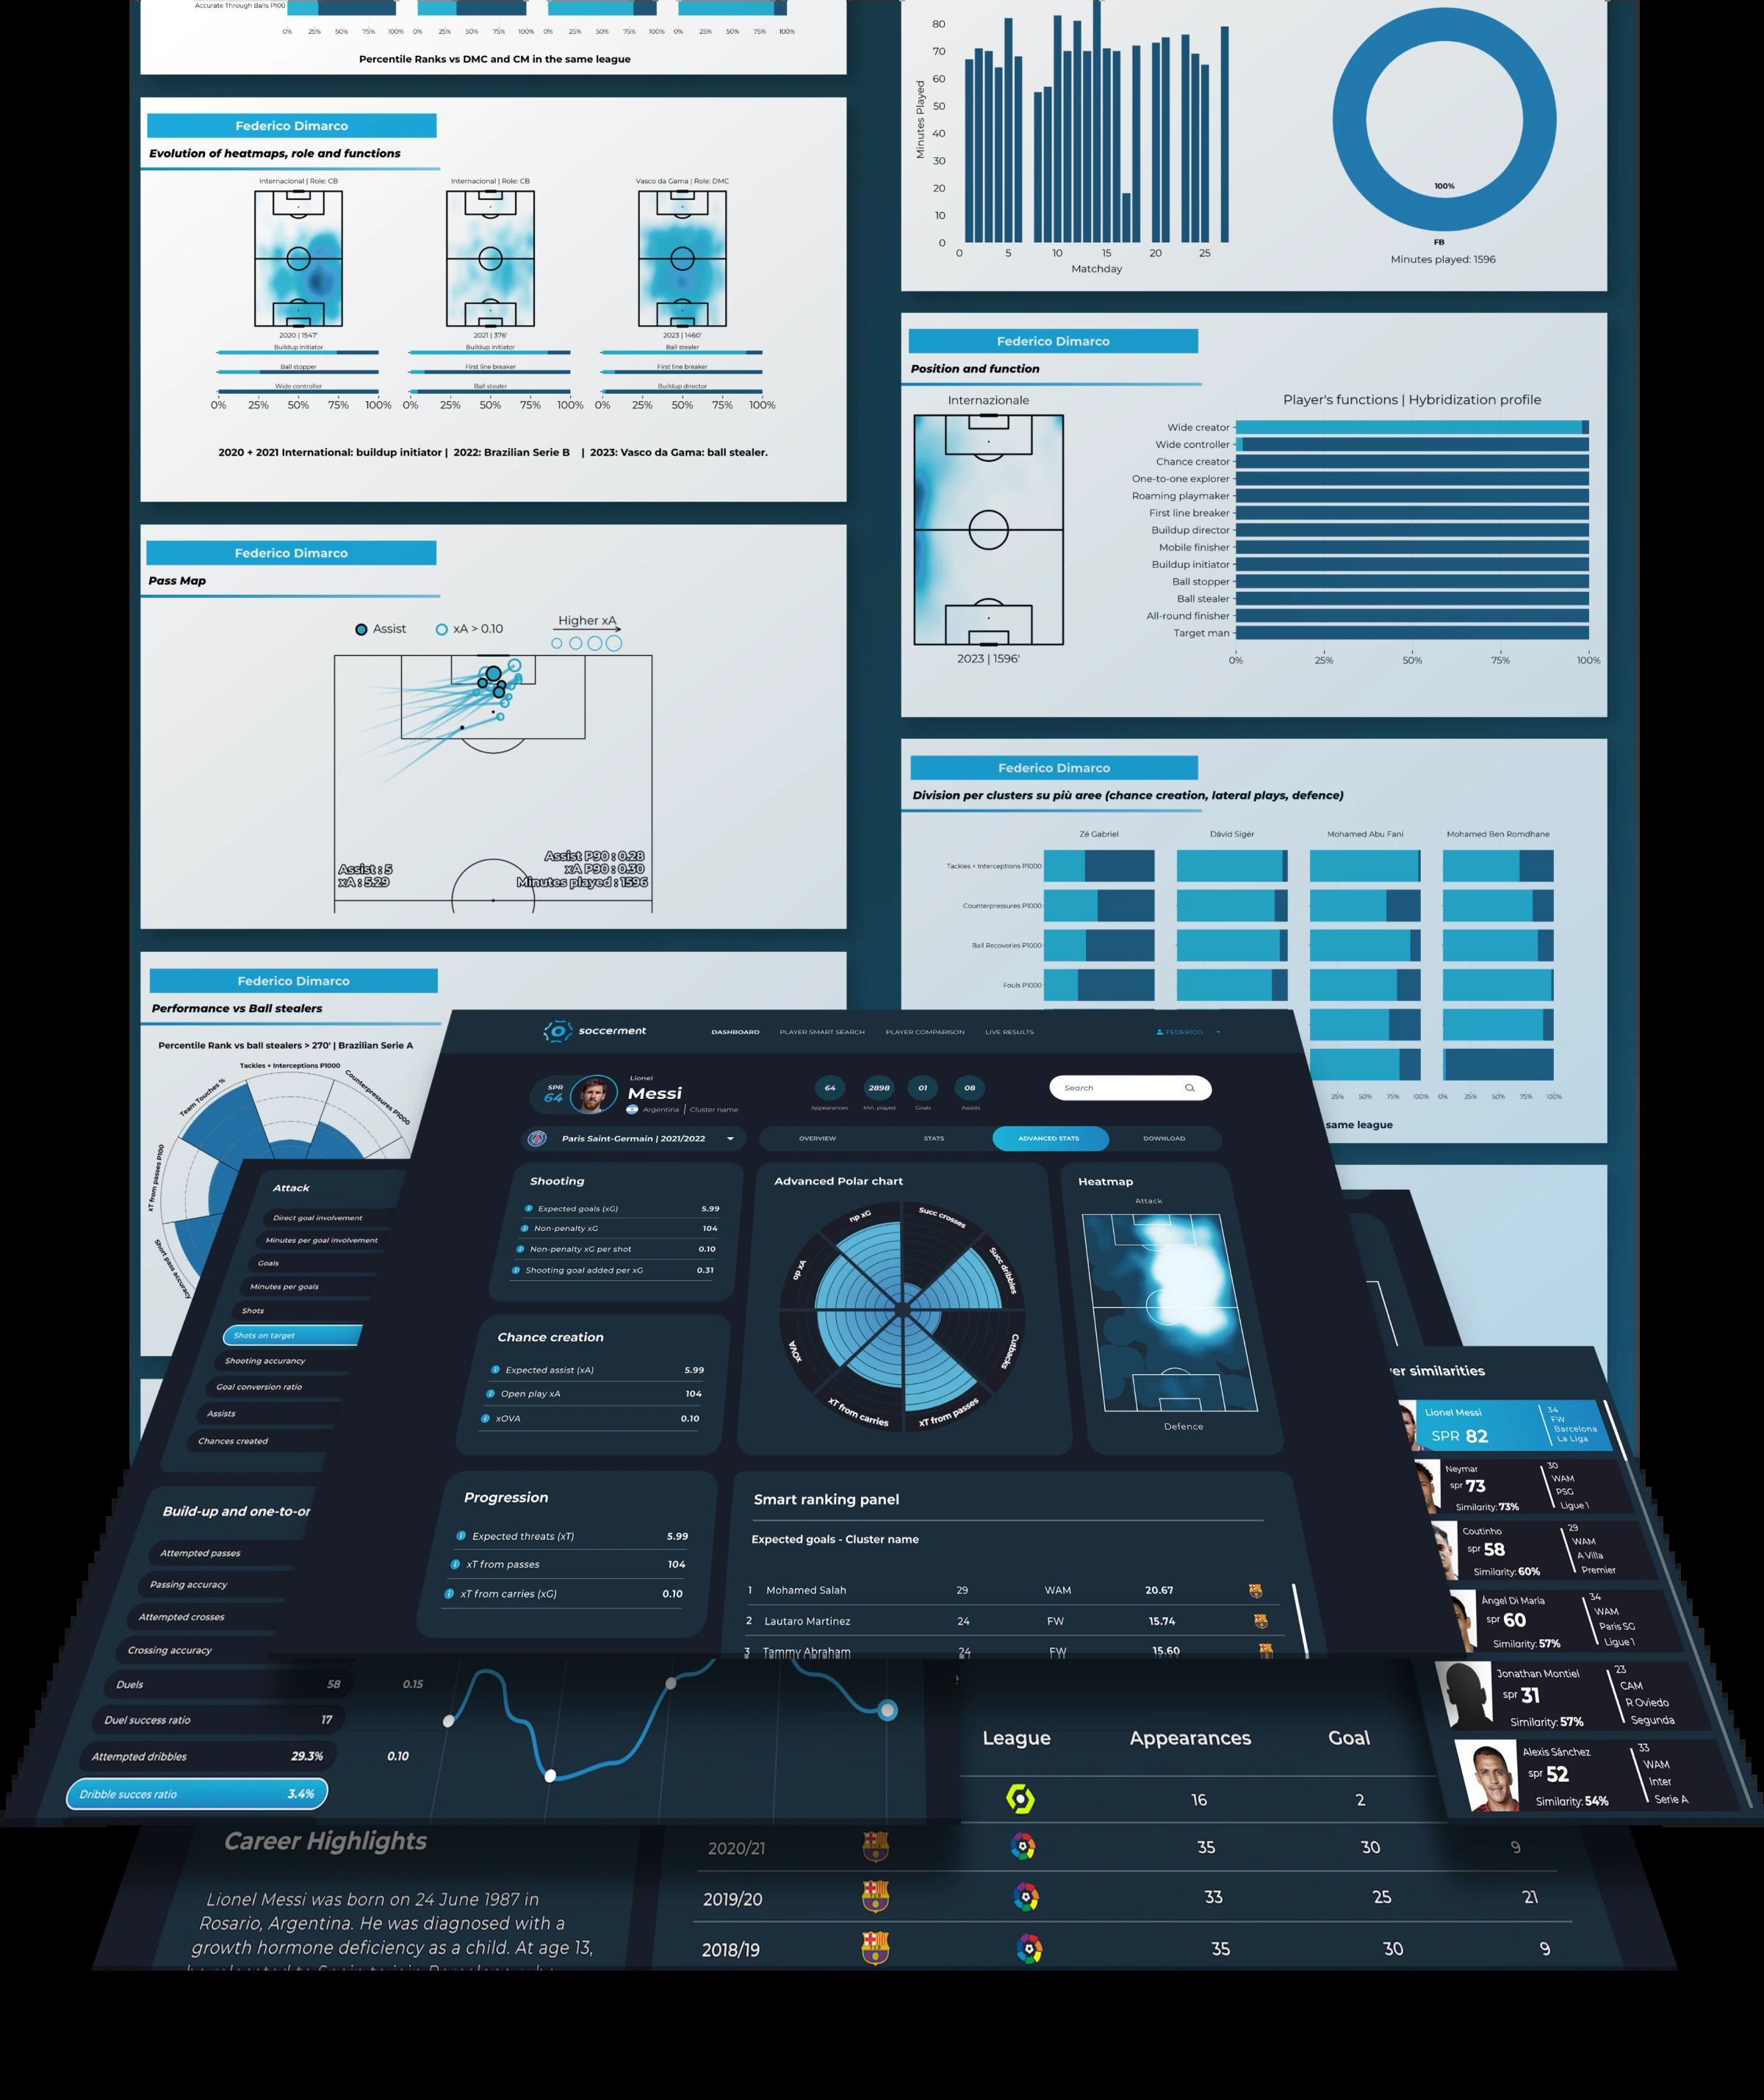 Accurate Through Balls P100
0% 25% 50% 75% 100% 0% 25% 50% 75% 100% 0% 25% 50% 75% 100% 0% 25% 50% 75% 100%
Percentile Ranks vs DMC and CM in the same league
Federico Dimarco
Evolution of heatmaps, role and functions
Internacional | Role: CB
Internacional | Role: CB
Vasco da Gama | Role: DMC
2020 | 1547'
2021 | 376'
2023 | 1460'
Buildup initiator
Buildup initiator
Ball stealer
Ball stopper
First line breaker
First line breaker
Wide controller
Ball stealer
Buildup director
0% 25% 50% 75% 100% 0% 25% 50% 75% 100% 0% 25% 50% 75% 100%
2020 + 2021 International: buildup initiator | 2022: Brazilian Serie B | 2023: Vasco da Gama: ball stealer.
Federico Dimarco
Pass Map
Assist
xA > 0.10
Higher xA
Assist : 5
xA : 5.29
Assist P90 : 0.28
xA P90 : 0.30
Minutes played : 1596
Federico Dimarco
Performance vs Ball stealers
Percentile Rank vs ball stealers > 270' | Brazilian Serie A
Tackles + Interceptions P1000
Counterpressures P1000
Team Touches %
xT from passes P100
Short pass accuracy
80
70
60
50
40
30
20
10
0
Minutes Played
0 5 10 15 20 25
Matchday
100%
FB
Minutes played: 1596
Federico Dimarco
Position and function
Internazionale
2023 | 1596'
Player's functions | Hybridization profile
Wide creator
Wide controller
Chance creator
One-to-one explorer
Roaming playmaker
First line breaker
Buildup director
Mobile finisher
Buildup initiator
Ball stopper
Ball stealer
All-round finisher
Target man
0% 25% 50% 75% 100%
Federico Dimarco
Division per clusters su più aree (chance creation, lateral plays, defence)
Zé Gabriel
Dávid Sigér
Mohamed Abu Fani
Mohamed Ben Romdhane
Tackles + Interceptions P1000
Counterpressures P1000
Ball Recoveries P1000
Fouls P1000
25% 50% 75% 100% 0% 25% 50% 75% 100%
same league
soccerment
DASHBOARD
PLAYER SMART SEARCH
PLAYER COMPARISON
LIVE RESULTS
FEDERICO
SPR
64
Lionel
Messi
Argentina | Cluster name
64
Appearances
2898
Min. played
01
Goals
08
Assists
Search
Paris Saint-Germain | 2021/2022
OVERVIEW
STATS
ADVANCED STATS
DOWNLOAD
Shooting
Expected goals (xG) 5.99
Non-penalty xG 104
Non-penalty xG per shot 0.10
Shooting goal added per xG 0.31
Chance creation
Expected assist (xA) 5.99
Open play xA 104
xOVA 0.10
Progression
Expected threats (xT) 5.99
xT from passes 104
xT from carries (xG) 0.10
Advanced Polar chart
np xG
Succ crosses
Succ dribbles
Cutbacks
xT from passes
xT from carries
xOVA
op xA
Heatmap
Attack
Defence
Smart ranking panel
Expected goals - Cluster name
1 Mohamed Salah 29 WAM 20.67
2 Lautaro Martinez 24 FW 15.74
3 Tammy Abraham 24 FW 15.60
Attack
Direct goal involvement
Minutes per goal involvement
Goals
Minutes per goals
Shots
Shots on target
Shooting accurancy
Goal conversion ratio
Assists
Chances created
Build-up and one-to-or
Attempted passes
Passing accuracy
Attempted crosses
Crossing accuracy
Duels 58
Duel success ratio 17
Attempted dribbles 29.3%
Dribble succes ratio 3.4%
0.15
0.10
er similarities
Lionel Messi
SPR 82
34
FW
Barcelona
La Liga
Neymar
spr 73
Similarity: 73%
30
WAM
PSG
Ligue 1
Coutinho
spr 58
Similarity: 60%
29
WAM
A Villa
Premier
Ángel Di Maria
spr 60
Similarity: 57%
34
WAM
Paris SG
Ligue 1
Jonathan Montiel
spr 31
Similarity: 57%
23
CAM
R Oviedo
Segunda
Alexis Sánchez
spr 52
Similarity: 54%
33
WAM
Inter
Serie A
League Appearances Goal
16 2
2020/21 35 30 9
2019/20 33 25 21
2018/19 35 30 9
Career Highlights
Lionel Messi was born on 24 June 1987 in
Rosario, Argentina. He was diagnosed with a
growth hormone deficiency as a child. At age 13,